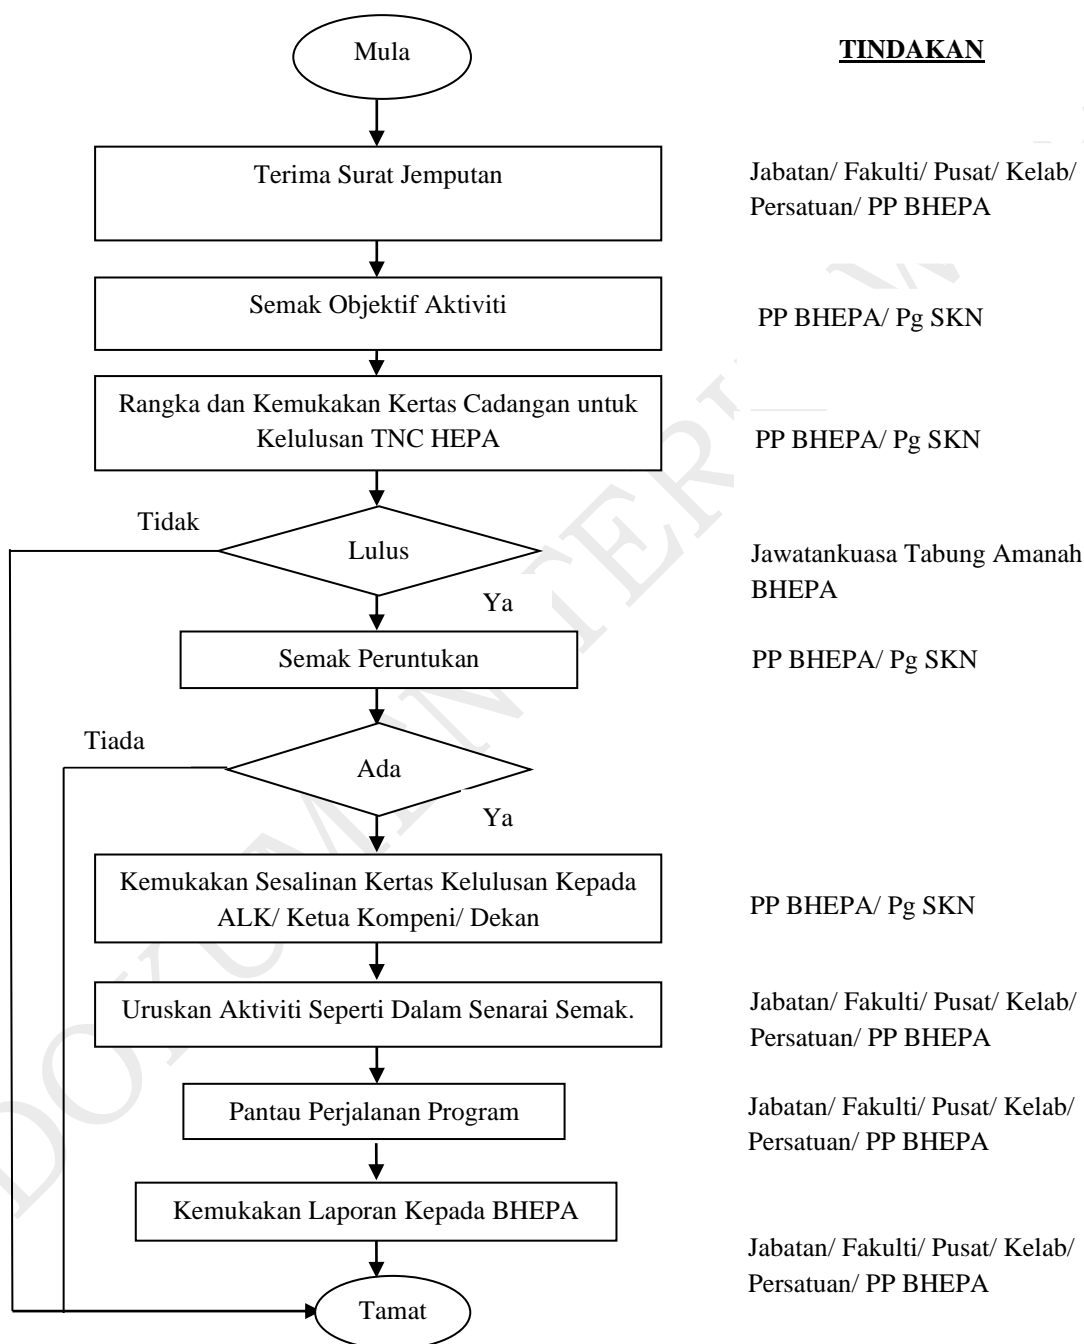 Mula
TINDAKAN
Terima Surat Jemputan
Jabatan/ Fakulti/ Pusat/ Kelab/
Persatuan/ PP BHEPA
Semak Objektif Aktiviti
PP BHEPA/ Pg SKN
Rangka dan Kemukakan Kertas Cadangan untuk
Kelulusan TNC HEPA
PP BHEPA/ Pg SKN
Tidak
Lulus
Jawatankuasa Tabung Amanah
BHEPA
Ya
Semak Peruntukan
PP BHEPA/ Pg SKN
Tiada
Ada
Ya
Kemukakan Sesalinan Kertas Kelulusan Kepada
ALK/ Ketua Kompeni/ Dekan
PP BHEPA/ Pg SKN
Uruskan Aktiviti Seperti Dalam Senarai Semak.
Jabatan/ Fakulti/ Pusat/ Kelab/
Persatuan/ PP BHEPA
Pantau Perjalanan Program
Jabatan/ Fakulti/ Pusat/ Kelab/
Persatuan/ PP BHEPA
Kemukakan Laporan Kepada BHEPA
Jabatan/ Fakulti/ Pusat/ Kelab/
Persatuan/ PP BHEPA
Tamat